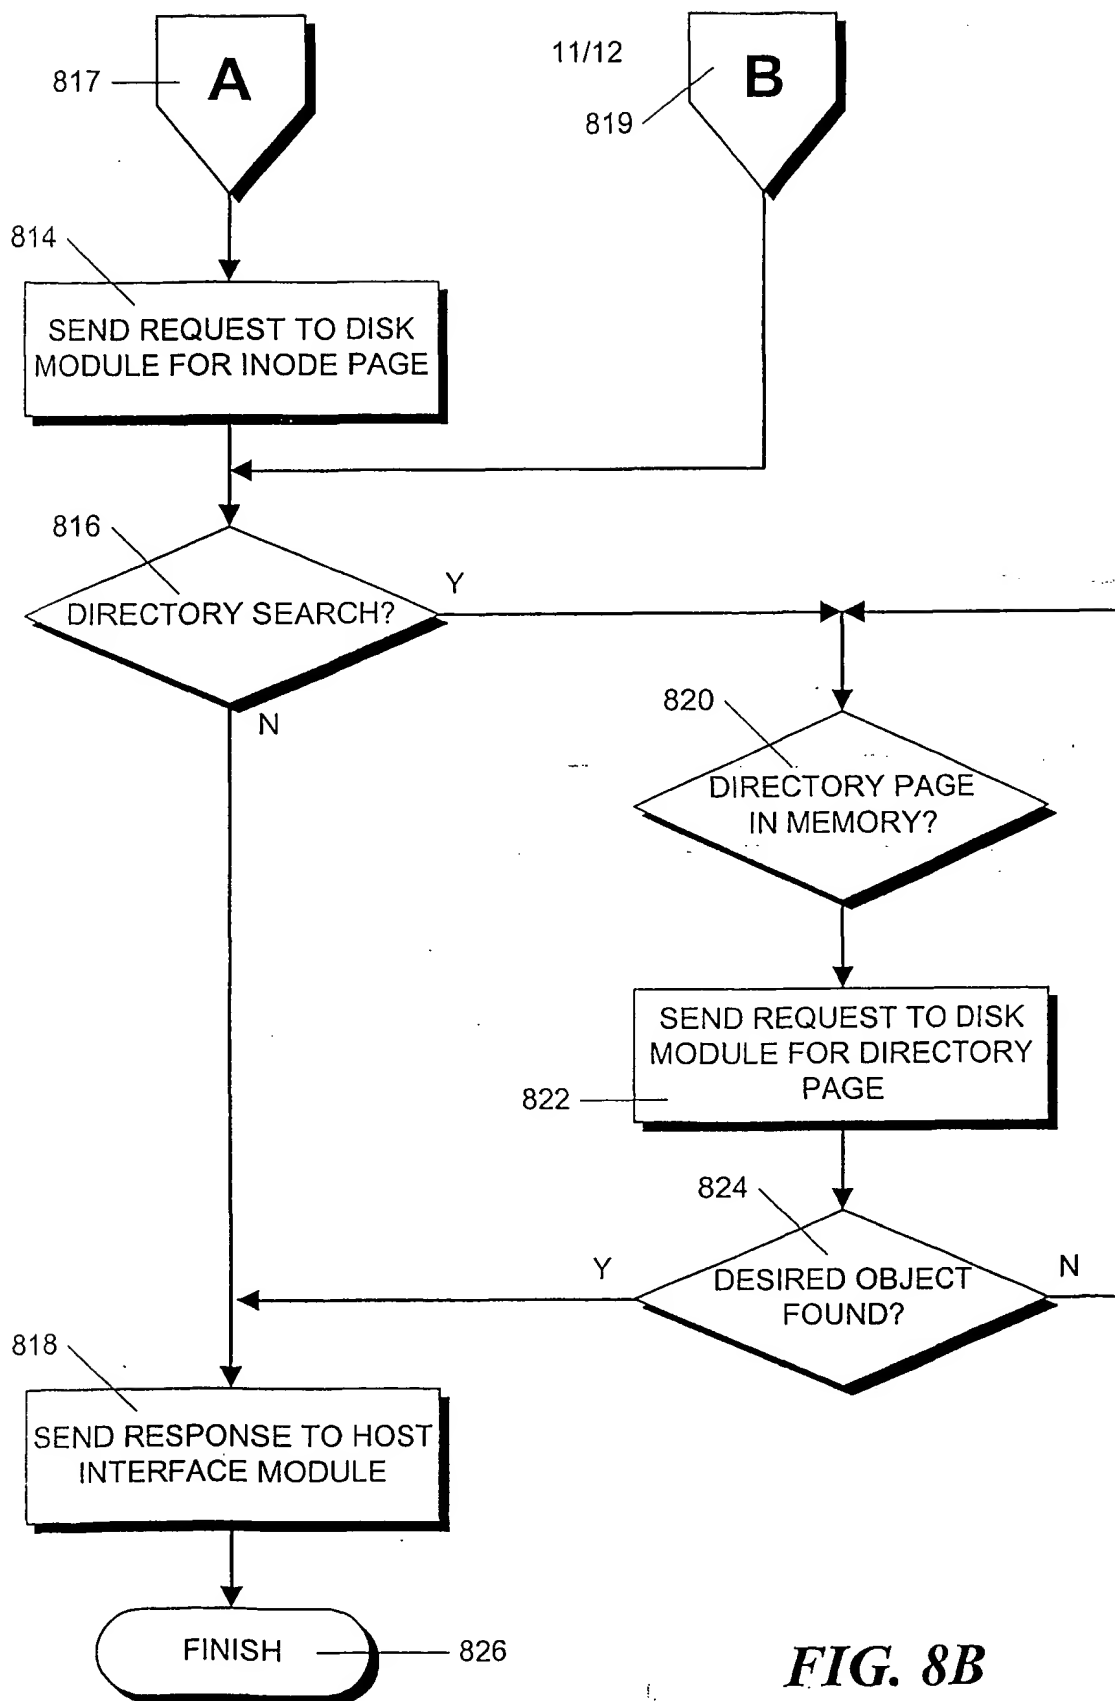 A
817
11/12
B
819
814
SEND REQUEST TO DISK
MODULE FOR INODE PAGE
816
DIRECTORY SEARCH?
Y
N
820
DIRECTORY PAGE
IN MEMORY?
SEND REQUEST TO DISK
MODULE FOR DIRECTORY
PAGE
822
824
DESIRED OBJECT
FOUND?
Y
N
818
SEND RESPONSE TO HOST
INTERFACE MODULE
FINISH
826
FIG. 8B